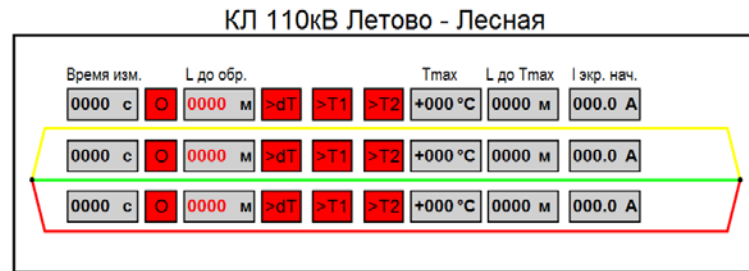 КЛ 110кВ Летово - Лесная
Время изм. L до обр. Tmax L до Tmax I экр. нач.
0000 с O 0000 м >dT >T1 >T2 +000 °C 0000 м 000.0 А
0000 с O 0000 м >dT >T1 >T2 +000 °C 0000 м 000.0 А
0000 с O 0000 м >dT >T1 >T2 +000 °C 0000 м 000.0 А